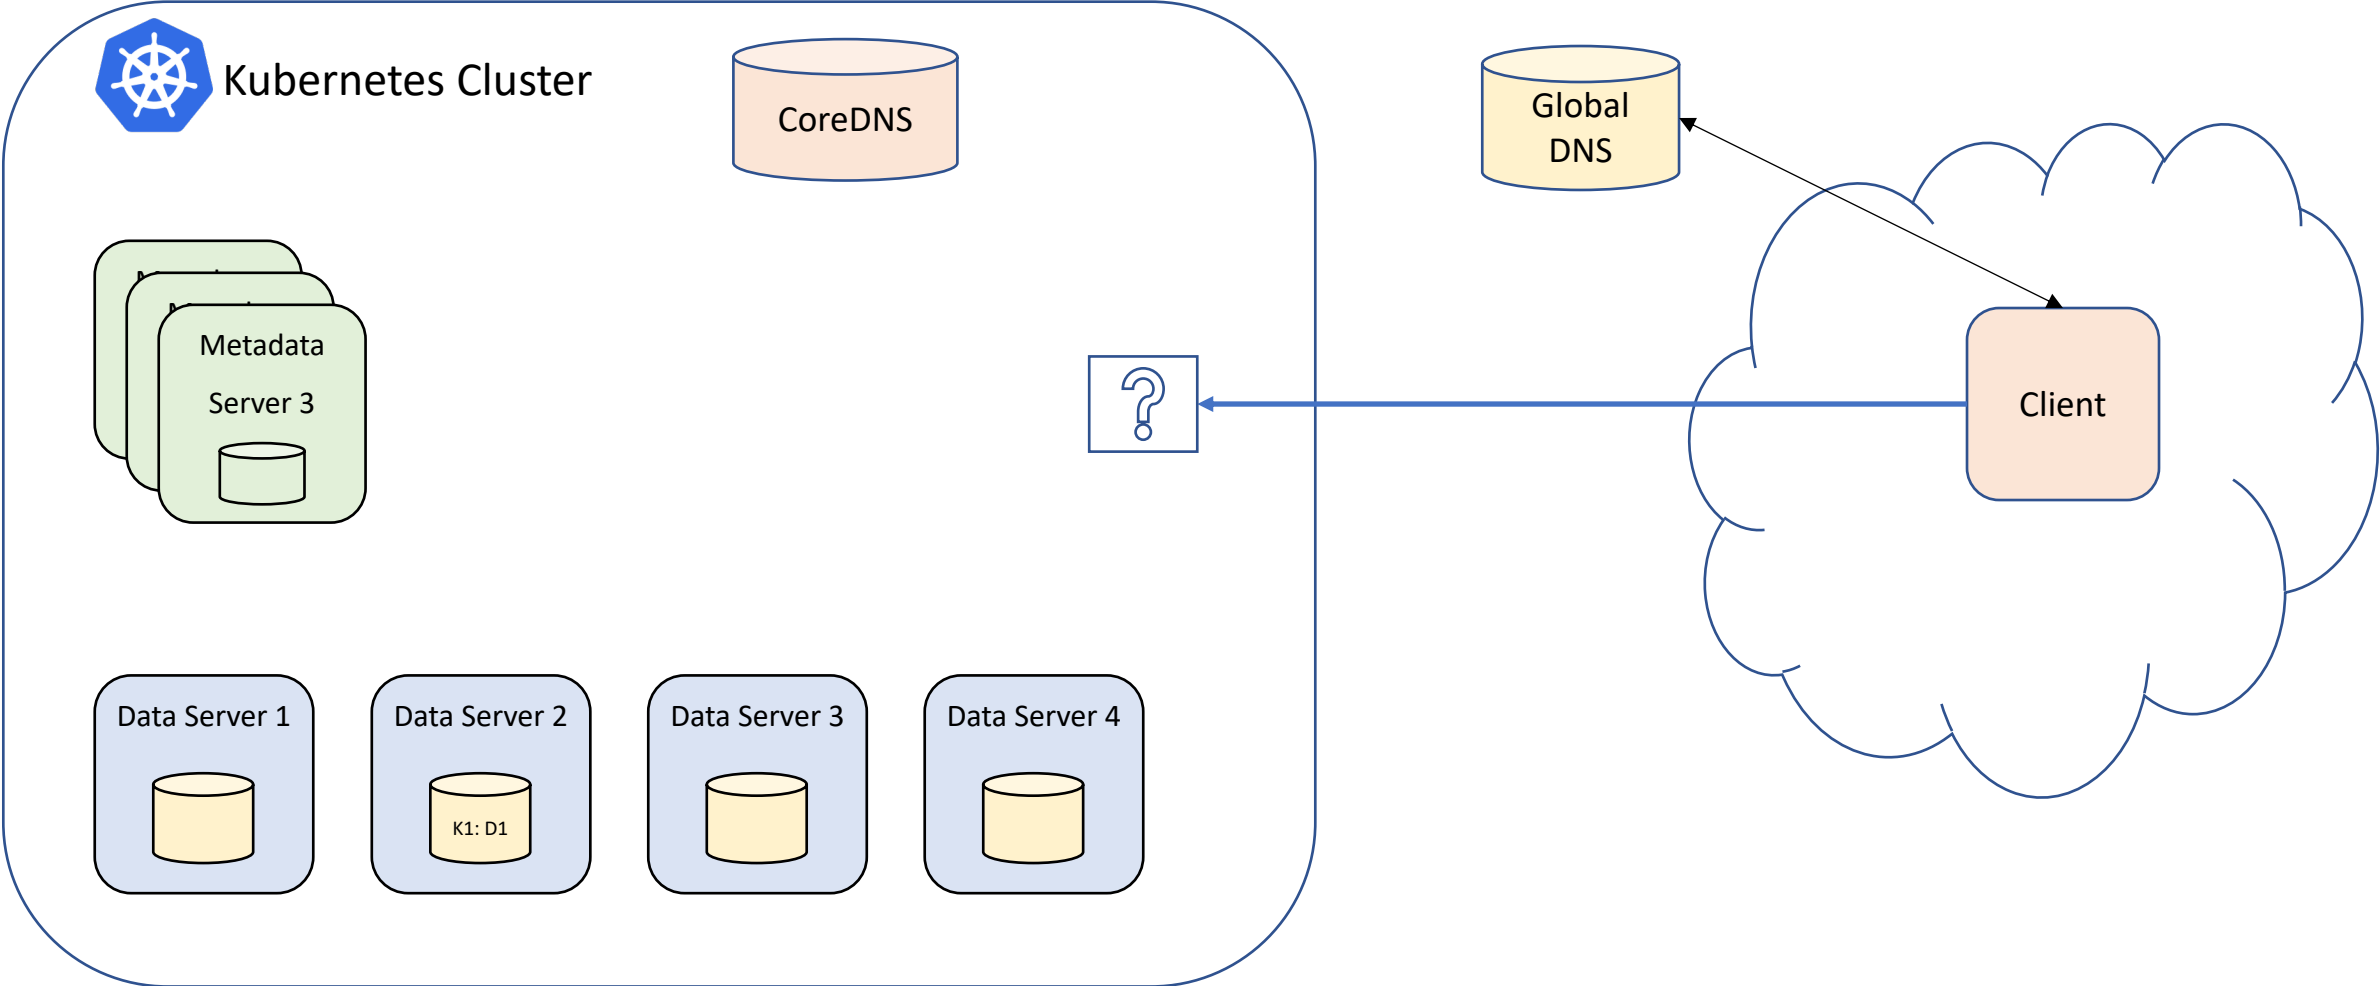 Kubernetes Cluster
CoreDNS
Global
DNS
Metadata
Server 3
?
Client
Data Server 1
Data Server 2
Data Server 3
Data Server 4
K1: D1